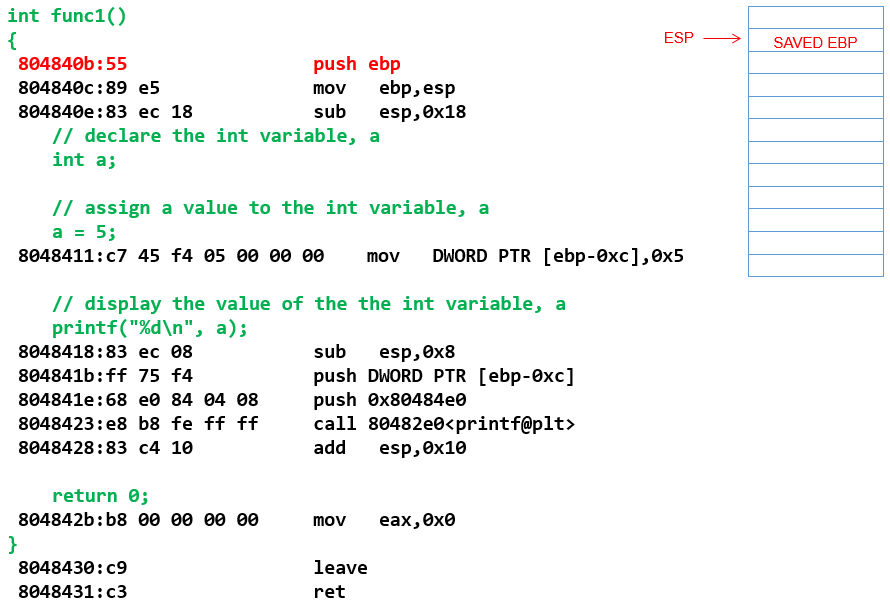 int func1()
{
804840b:55 push ebp
804840c:89 e5 mov ebp,esp
804840e:83 ec 18 sub esp,0x18
// declare the int variable, a
int a;
// assign a value to the int variable, a
a = 5;
8048411:c7 45 f4 05 00 00 00 mov DWORD PTR [ebp-0xc],0x5
// display the value of the the int variable, a
printf("%d\n", a);
8048418:83 ec 08 sub esp,0x8
804841b:ff 75 f4 push DWORD PTR [ebp-0xc]
804841e:68 e0 84 04 08 push 0x80484e0
8048423:e8 b8 fe ff ff call 80482e0<printf@plt>
8048428:83 c4 10 add esp,0x10
return 0;
804842b:b8 00 00 00 00 mov eax,0x0
}
8048430:c9 leave
8048431:c3 ret
ESP
SAVED EBP